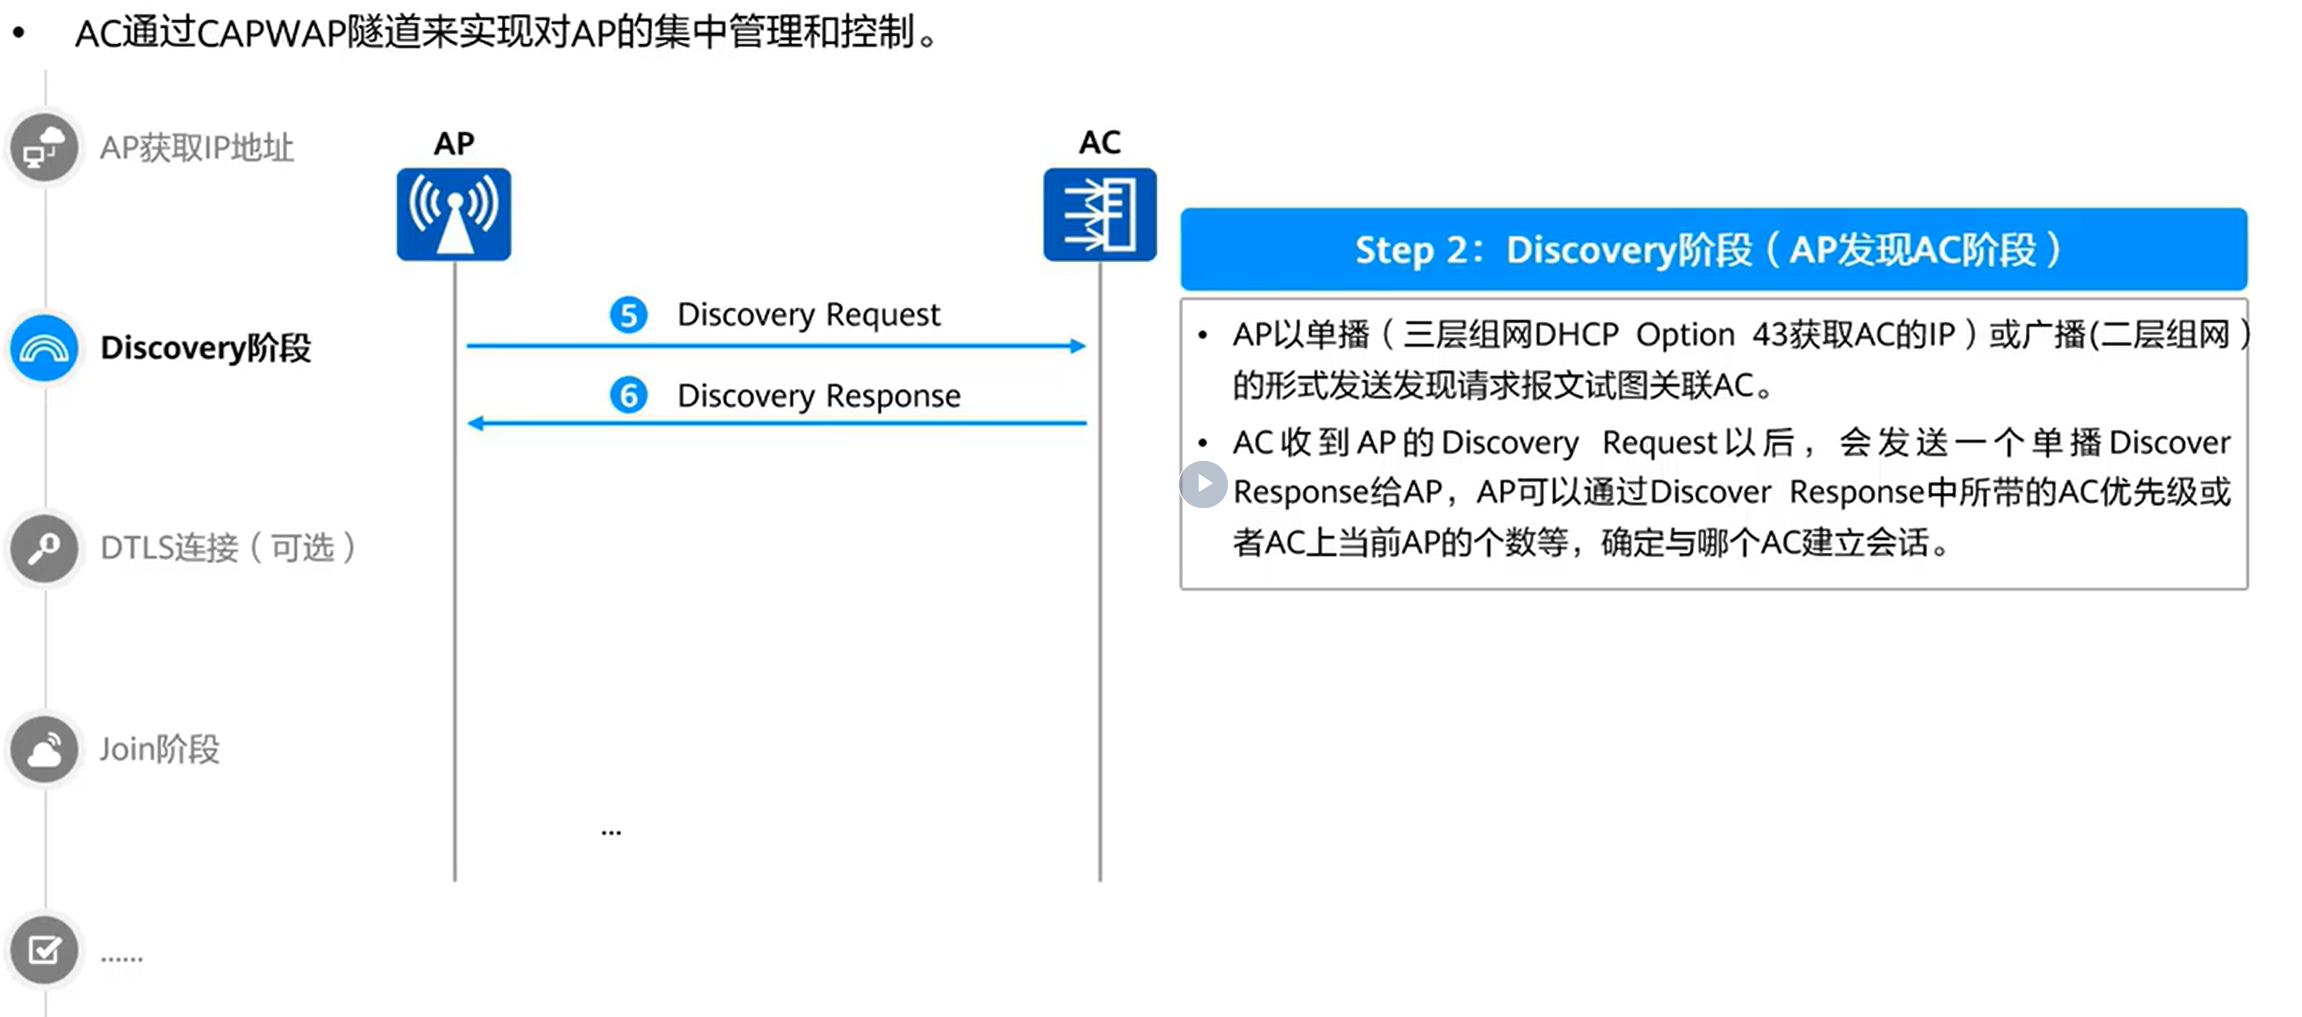 • AC通过CAPWAP隧道来实现对AP的集中管理和控制。
AP获取IP地址
AP
AC
Step 2：Discovery阶段（AP发现AC阶段）
5 Discovery Request
Discovery阶段
6 Discovery Response
• AP以单播（三层组网DHCP Option 43获取AC的IP）或广播(二层组网）
的形式发送发现请求报文试图关联AC。
• AC收到AP的Discovery Request以后，会发送一个单播Discover
Response给AP，AP可以通过Discover Response中所带的AC优先级或
者AC上当前AP的个数等，确定与哪个AC建立会话。
DTLS连接（可选）
Join阶段
...
......